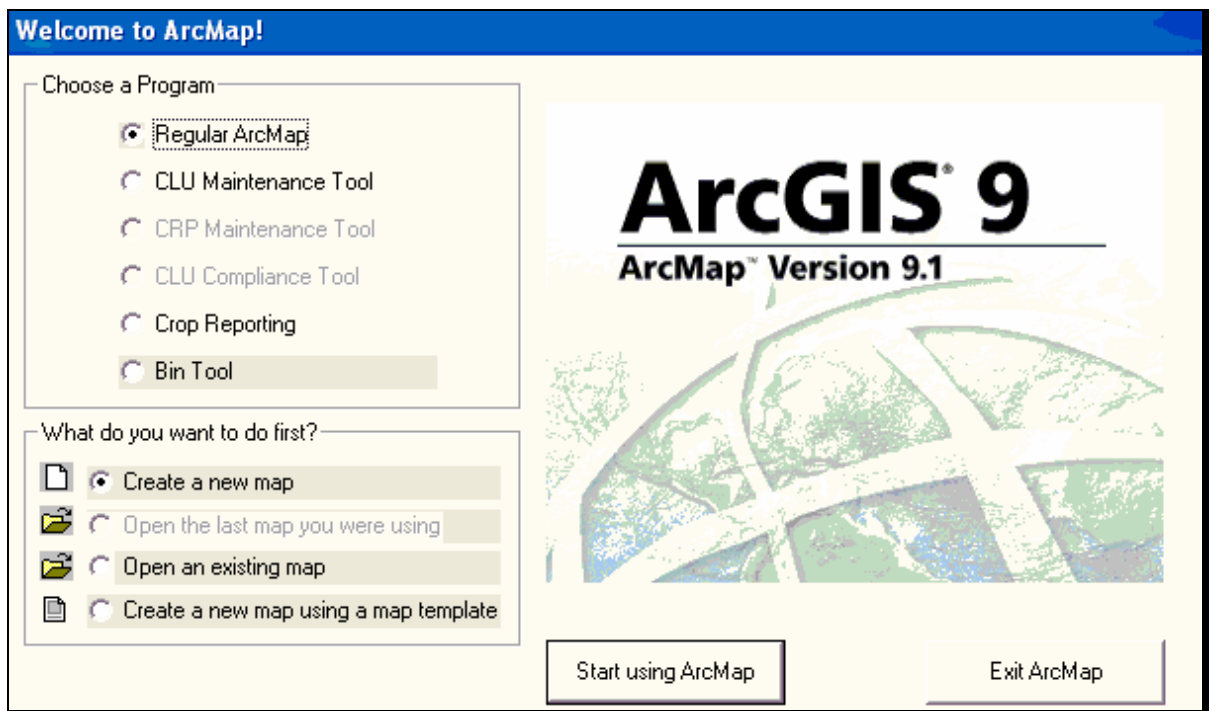 Welcome to ArcMap!
Choose a Program
Regular ArcMap
CLU Maintenance Tool
CRP Maintenance Tool
CLU Compliance Tool
Crop Reporting
Bin Tool
What do you want to do first?
Create a new map
Open the last map you were using
Open an existing map
Create a new map using a map template
ArcGIS® 9
ArcMap™ Version 9.1
Start using ArcMap
Exit ArcMap